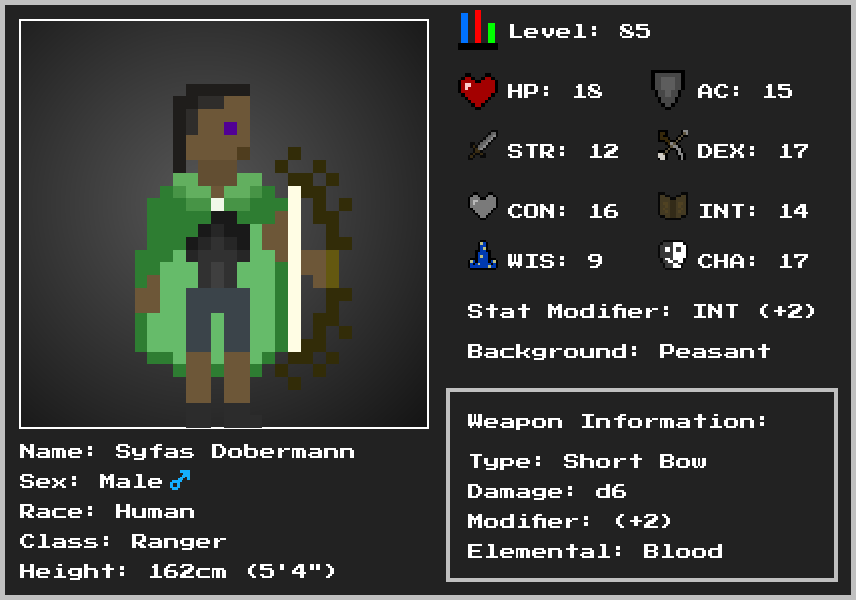 Level: 85
HP: 18
AC: 15
STR: 12
DEX: 17
CON: 16
INT: 14
WIS: 9
CHA: 17
Stat Modifier: INT (+2)
Background: Peasant
Weapon Information:
Type: Short Bow
Damage: d6
Modifier: (+2)
Elemental: Blood
Name: Syfas Dobermann
Sex: Male ♂
Race: Human
Class: Ranger
Height: 162cm (5'4")